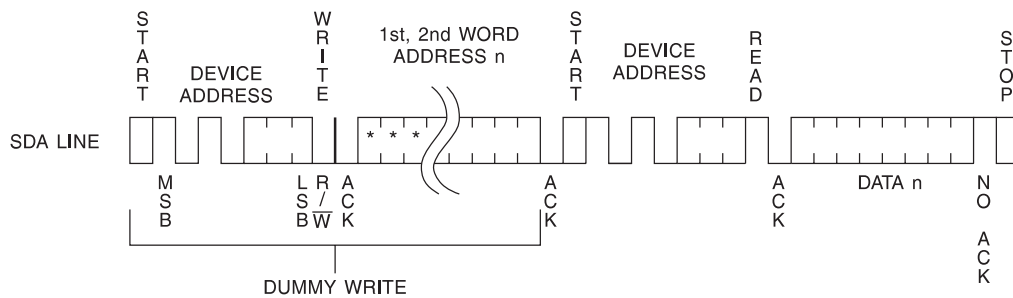 START
DEVICE
ADDRESS
WRITE
1st, 2nd WORD
ADDRESS n
START
DEVICE
ADDRESS
READ
STOP
SDA LINE
* * *
MSB
LSB
R/W̅
ACK
ACK
ACK
DATA n
NO ACK
DUMMY WRITE